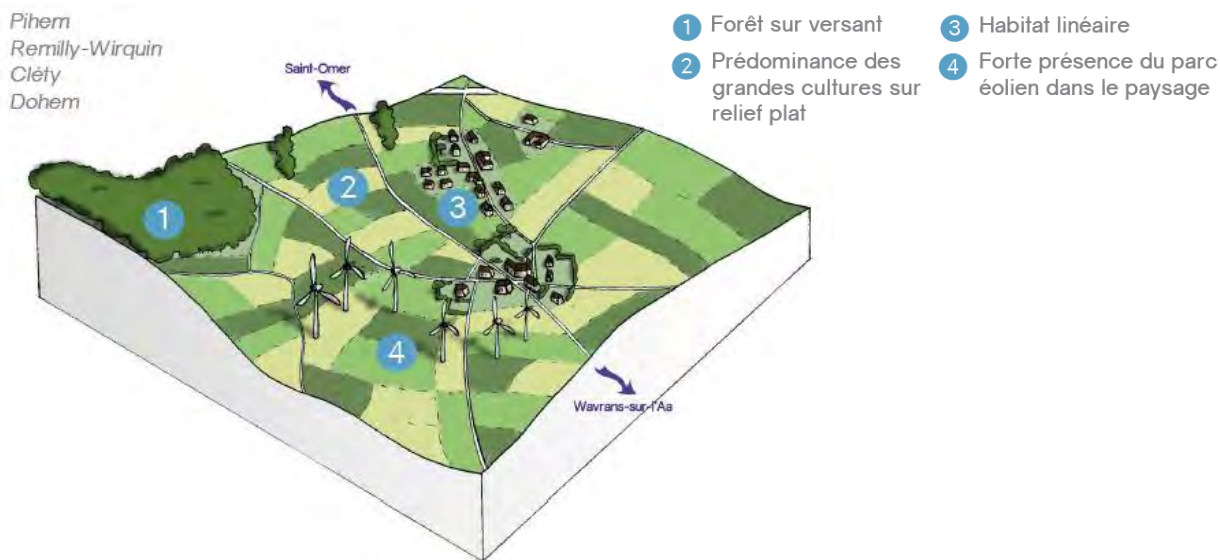 Pihem
Remilly-Wirquin
Cléty
Dohem
1 Forêt sur versant
2 Prédominance des
grandes cultures sur
relief plat
3 Habitat linéaire
4 Forte présence du parc
éolien dans le paysage
Saint-Omer
1
2
3
4
Wavrans-sur-l'Aa